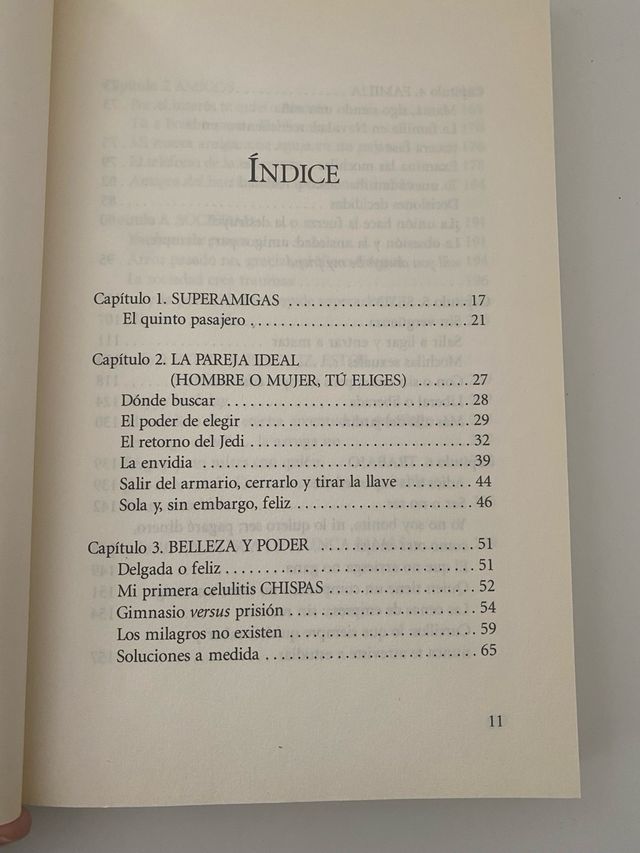 ÍNDICE
Capítulo 1. SUPERAMIGAS .................................... 17
El quinto pasajero .................................... 21
Capítulo 2. LA PAREJA IDEAL
(HOMBRE O MUJER, TÚ ELIGES) ........ 27
Dónde buscar .................................... 28
El poder de elegir .................................... 29
El retorno del Jedi .................................... 32
La envidia .................................... 39
Salir del armario, cerrarlo y tirar la llave ............ 44
Sola y, sin embargo, feliz ............................ 46
Capítulo 3. BELLEZA Y PODER ........................ 51
Delgada o feliz .................................... 51
Mi primera celulitis CHISPAS ........................ 52
Gimnasio versus prisión ............................ 54
Los milagros no existen ............................ 59
Soluciones a medida ................................ 65
11